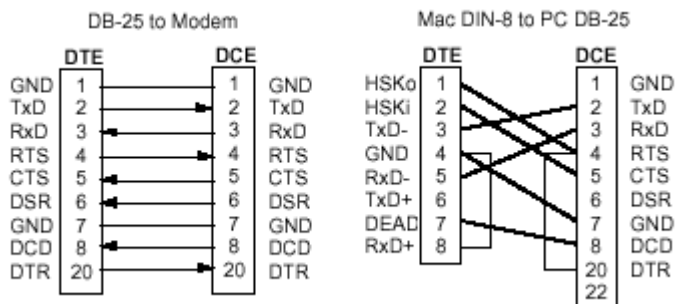 DB-25 to Modem
DTE DCE
GND 1 1 GND
TxD 2 2 TxD
RxD 3 3 RxD
RTS 4 4 RTS
CTS 5 5 CTS
DSR 6 6 DSR
GND 7 7 GND
DCD 8 8 DCD
DTR 20 20 DTR
Mac DIN-8 to PC DB-25
DTE DCE
HSKo 1 1 GND
HSKi 2 2 TxD
TxD- 3 3 RxD
GND 4 4 RTS
RxD- 5 5 CTS
TxD+ 6 6 DSR
DEAD 7 7 GND
RxD+ 8 8 DCD
20 DTR
22